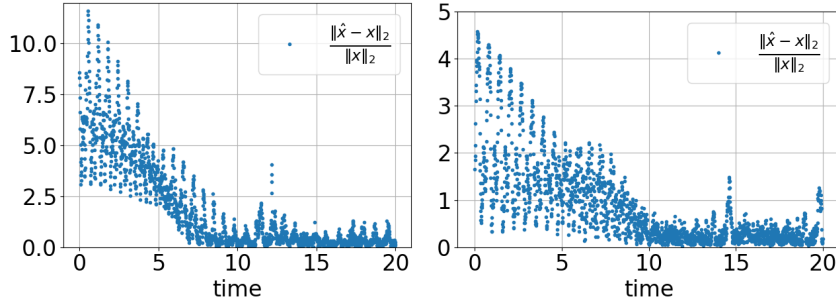 10.0
7.5
5.0
2.5
0.0
0 5 10 15 20
time
‖x̂ − x‖₂
‖x‖₂
5
4
3
2
1
0
0 5 10 15 20
time
‖x̂ − x‖₂
‖x‖₂